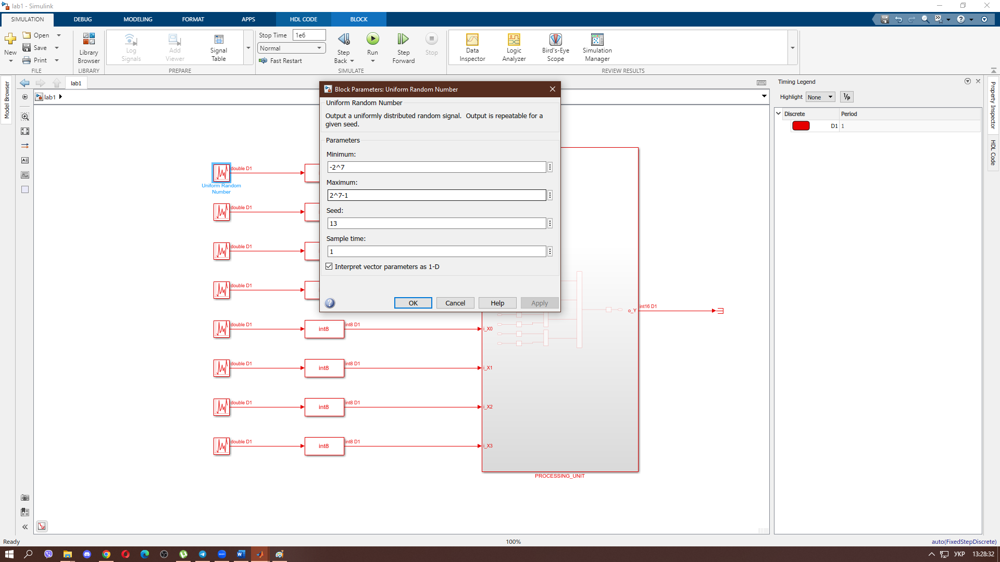 lab1 - Simulink
SIMULATION DEBUG MODELING FORMAT APPS HDL CODE BLOCK
New
Open
Save
Print
FILE
Library Browser
LIBRARY
Log Signals
Add Viewer
Signal Table
PREPARE
Stop Time 1e6
Normal
Fast Restart
Step Back
Run
Step Forward
Stop
SIMULATE
Data Inspector
Logic Analyzer
Bird's-Eye Scope
Simulation Manager
REVIEW RESULTS
Model Browser
lab1
lab1
Block Parameters: Uniform Random Number
Uniform Random Number
Output a uniformly distributed random signal. Output is repeatable for a
given seed.
Parameters
Minimum:
-2^7
Maximum:
2^7-1
Seed:
13
Sample time:
1
Interpret vector parameters as 1-D
OK Cancel Help Apply
double D1
Uniform Random
Number
double D1
double D1
double D1
double D1 int8 int8 D1 i_X0
double D1 int8 int8 D1 i_X1
double D1 int8 int8 D1 i_X2
double D1 int8 int8 D1 i_X3
o_Y int16 D1
PROCESSING_UNIT
Timing Legend
Highlight None 1/P
Discrete Period
D1 1
Property Inspector
HDL Code
Ready 100% auto(FixedStepDiscrete)
УКР 13:28:32